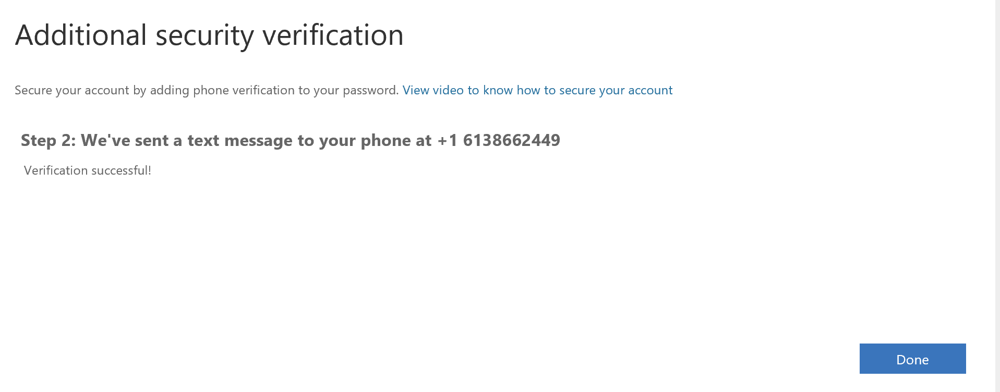 Additional security verification
Secure your account by adding phone verification to your password. View video to know how to secure your account
Step 2: We've sent a text message to your phone at +1 6138662449
Verification successful!
Done